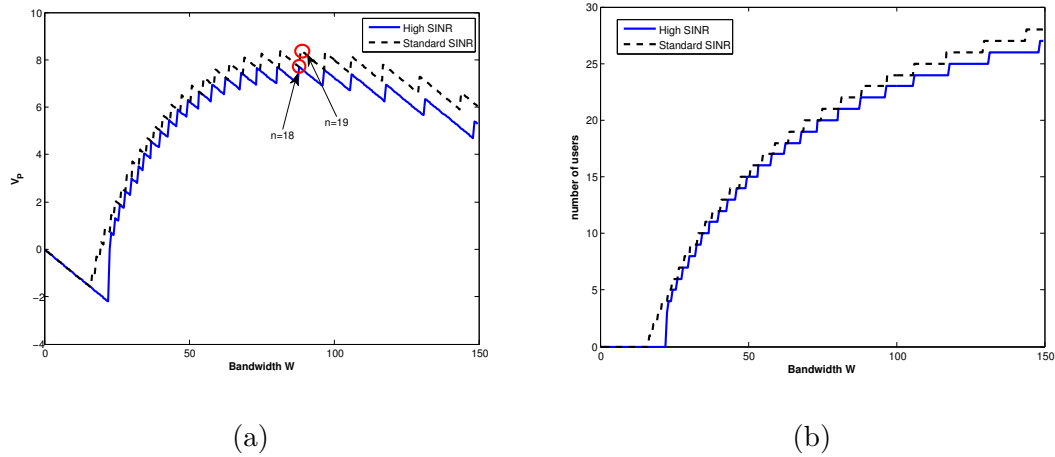 High SINR
Standard SINR
V_P
10
8
6
4
2
0
−2
−4
n=18
n=19
0
50
100
150
Bandwidth W
(a)
High SINR
Standard SINR
number of users
30
25
20
15
10
5
0
0
50
100
150
Bandwidth W
(b)